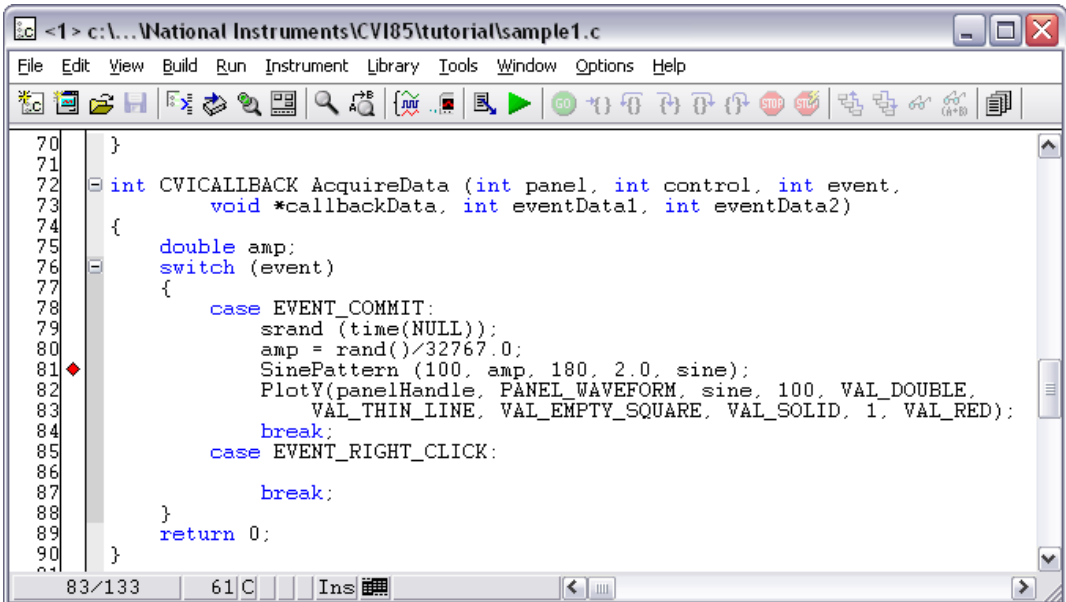 <1> c:\...\National Instruments\CVI85\tutorial\sample1.c
File Edit View Build Run Instrument Library Tools Window Options Help
GO STOP (A+B)
70 }
71
72 int CVICALLBACK AcquireData (int panel, int control, int event,
73 void *callbackData, int eventData1, int eventData2)
74 {
75 double amp;
76 switch (event)
77 {
78 case EVENT_COMMIT:
79 srand (time(NULL));
80 amp = rand()/32767.0;
81 SinePattern (100, amp, 180, 2.0, sine);
82 PlotY(panelHandle, PANEL_WAVEFORM, sine, 100, VAL_DOUBLE,
83 VAL_THIN_LINE, VAL_EMPTY_SQUARE, VAL_SOLID, 1, VAL_RED);
84 break;
85 case EVENT_RIGHT_CLICK:
86
87 break;
88 }
89 return 0;
90 }
83/133 61 C Ins